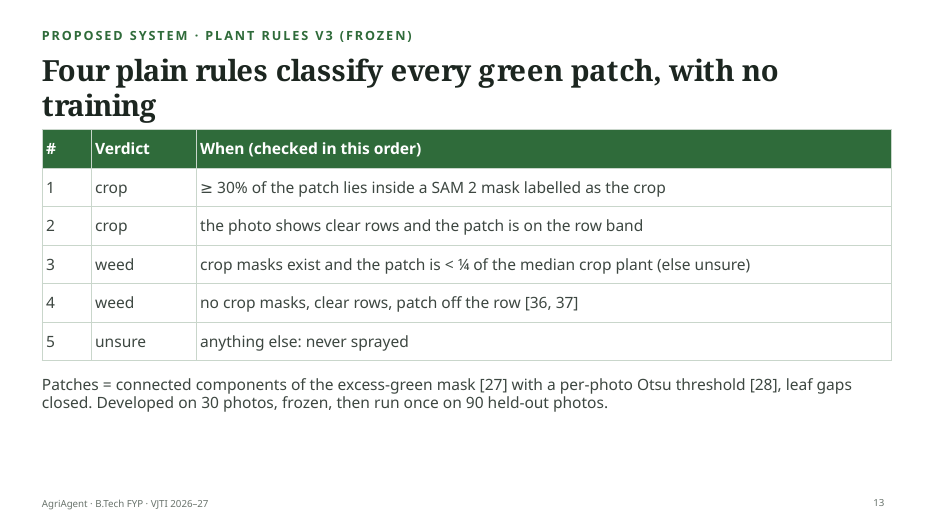 PROPOSED SYSTEM · PLANT RULES V3 (FROZEN)
Four plain rules classify every green patch, with no
training
# Verdict When (checked in this order)
1 crop ≥ 30% of the patch lies inside a SAM 2 mask labelled as the crop
2 crop the photo shows clear rows and the patch is on the row band
3 weed crop masks exist and the patch is < ¼ of the median crop plant (else unsure)
4 weed no crop masks, clear rows, patch off the row [36, 37]
5 unsure anything else: never sprayed
Patches = connected components of the excess-green mask [27] with a per-photo Otsu threshold [28], leaf gaps
closed. Developed on 30 photos, frozen, then run once on 90 held-out photos.
AgriAgent · B.Tech FYP · VJTI 2026–27 13